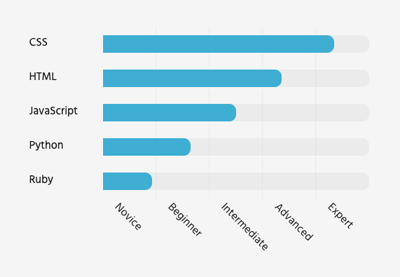 CSS
HTML
JavaScript
Python
Ruby
Novice
Beginner
Intermediate
Advanced
Expert